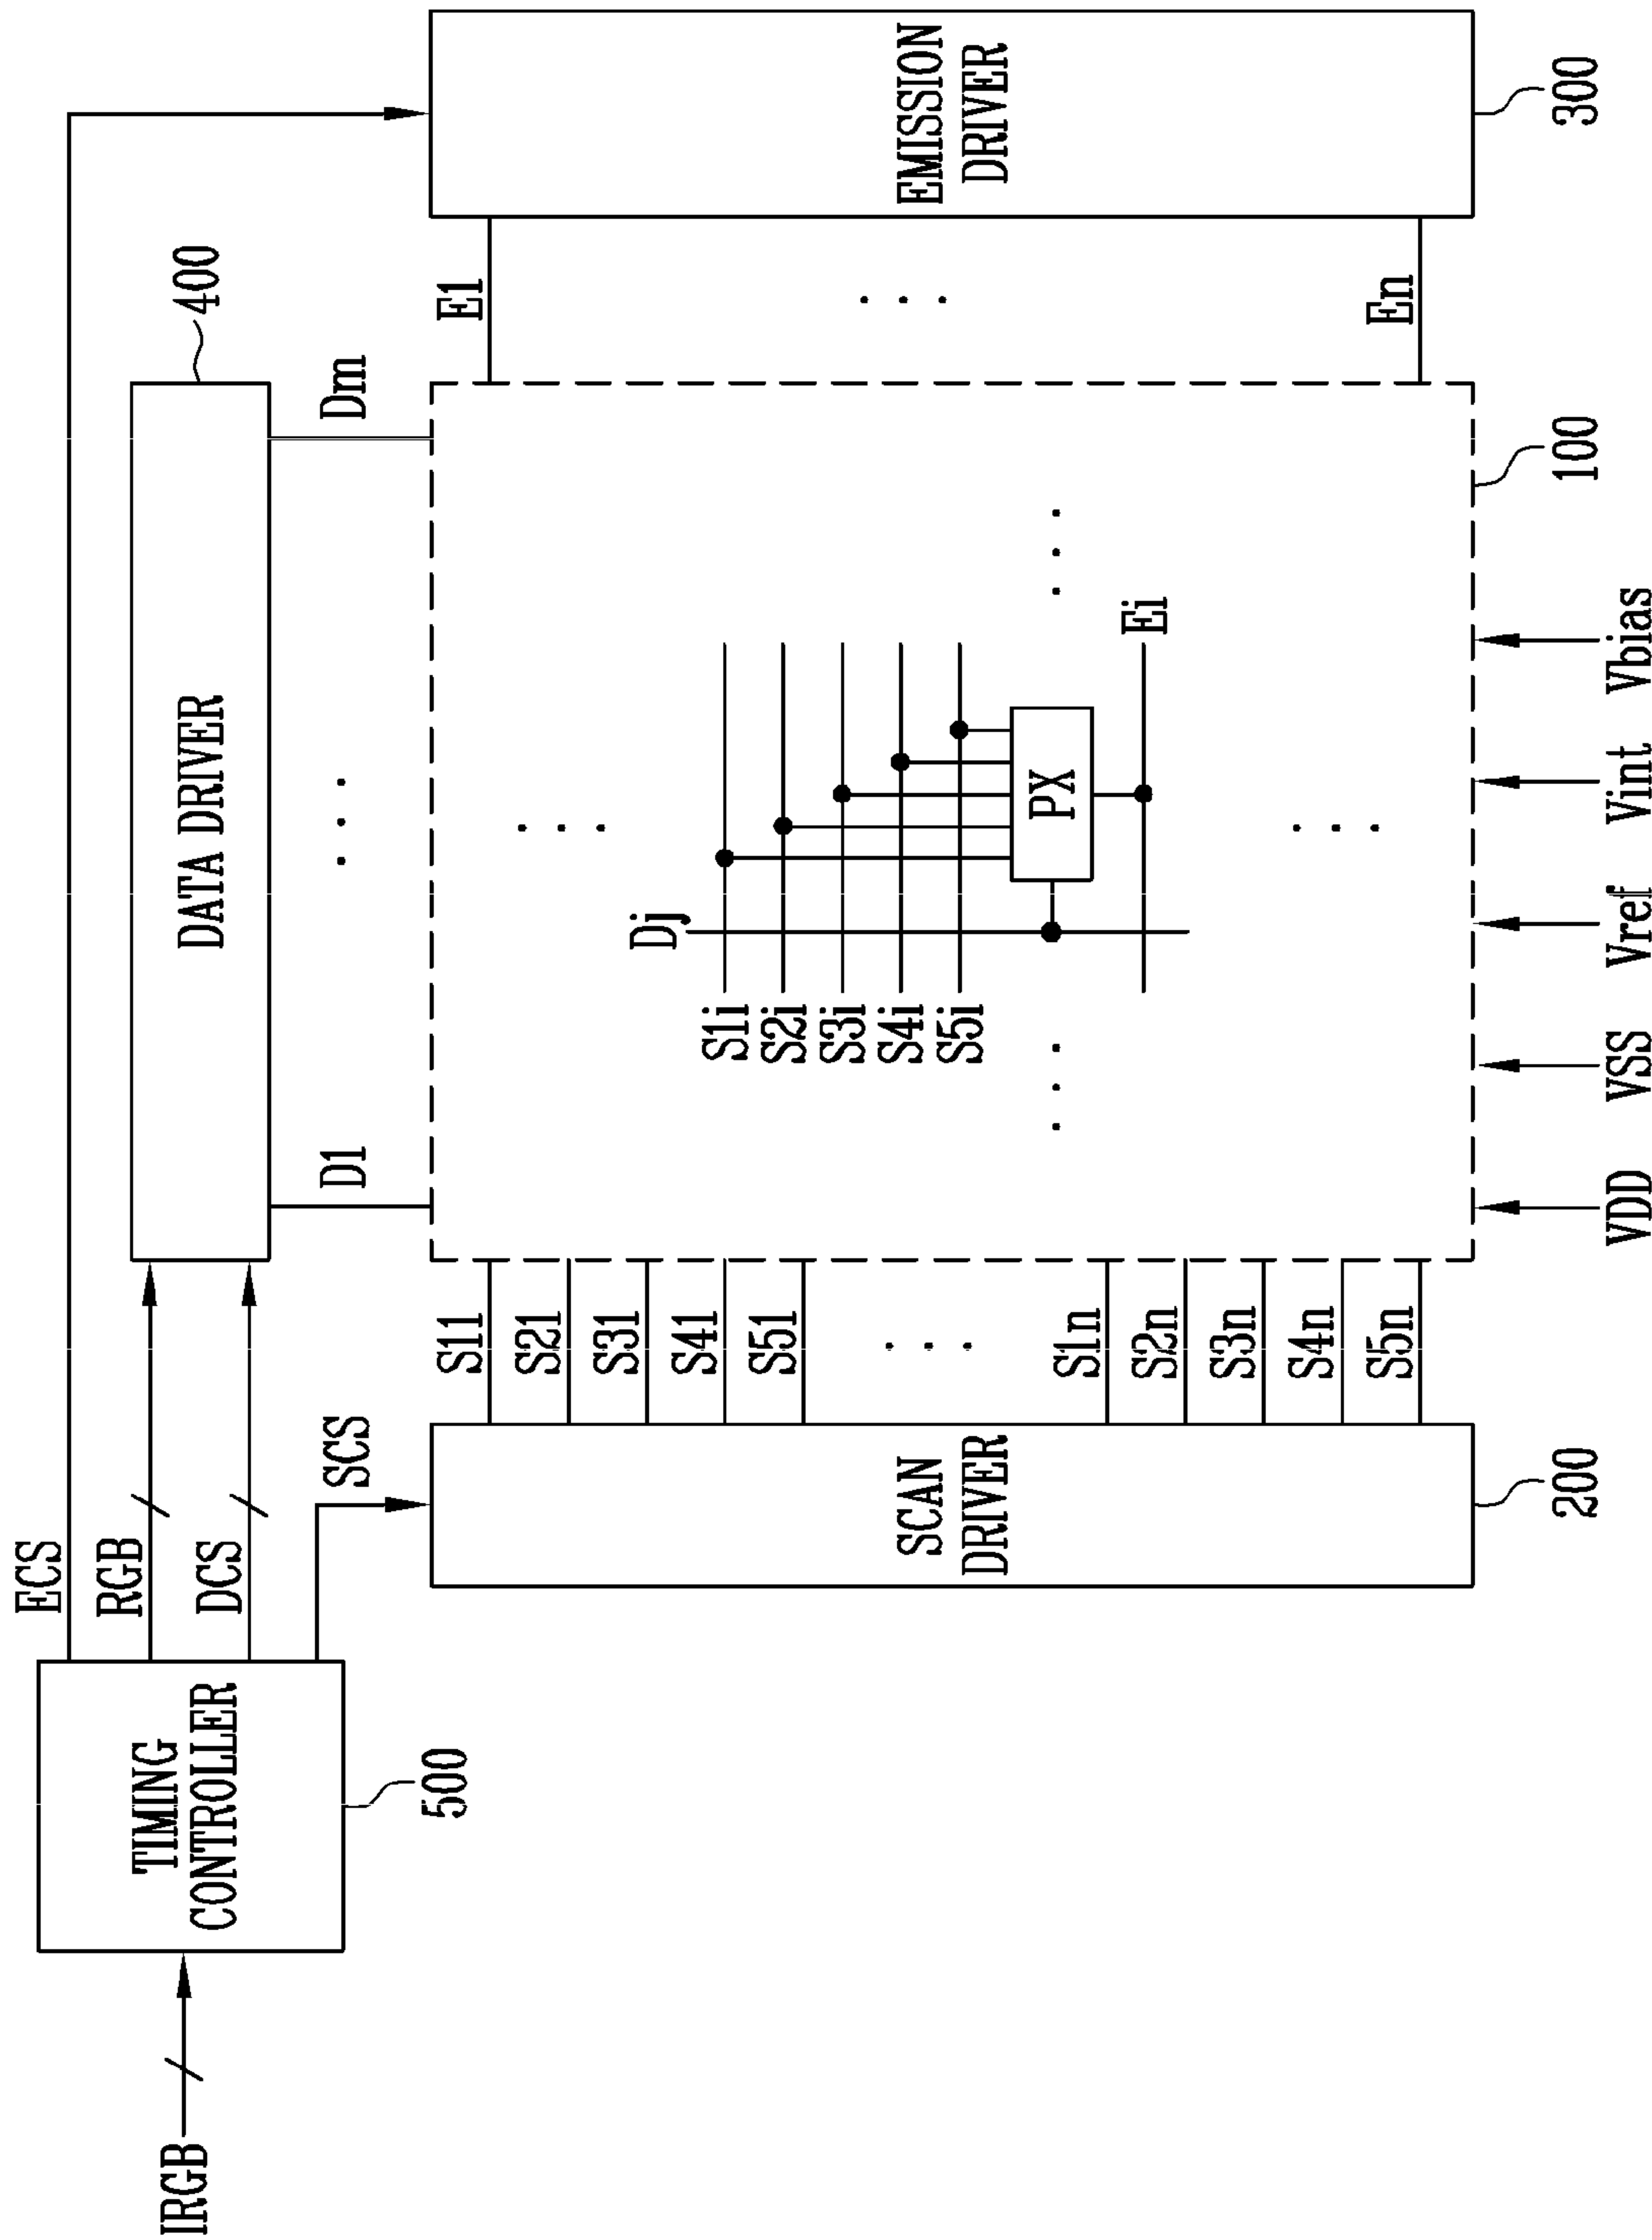 IRGB
TIMING
CONTROLLER
500
ECS
RGB
DCS
SCS
DATA DRIVER
400
D1
. . .
Dm
SCAN
DRIVER
200
S11
S21
S31
S41
S51
. . .
S1n
S2n
S3n
S4n
S5n
. . .
Dj
S1i
S2i
S3i
S4i
S5i
PX
. . .
. . .
Ei
. . .
100
E1
. . .
En
EMISSION
DRIVER
300
VDD
VSS
Vref
Vint
Vbias